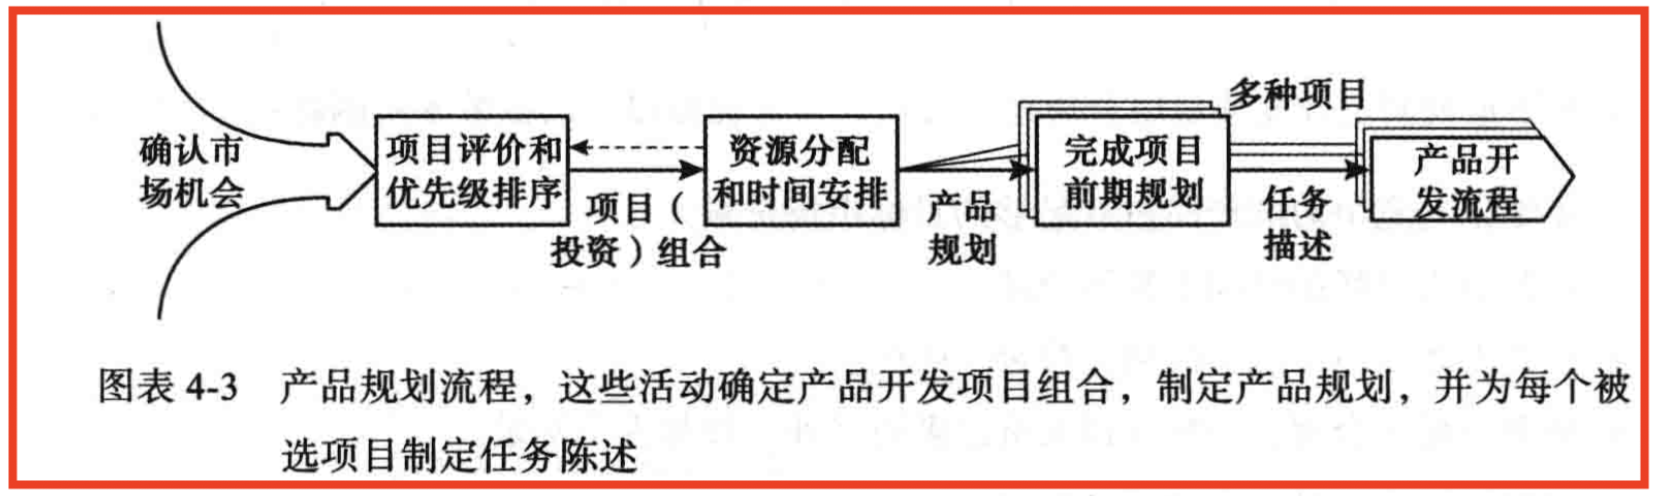 确认市
场机会
项目评价和
优先级排序
项目（
投资）组合
资源分配
和时间安排
产品
规划
完成项目
前期规划
多种项目
任务
描述
产品开
发流程
图表 4-3 产品规划流程，这些活动确定产品开发项目组合，制定产品规划，并为每个被
选项目制定任务陈述